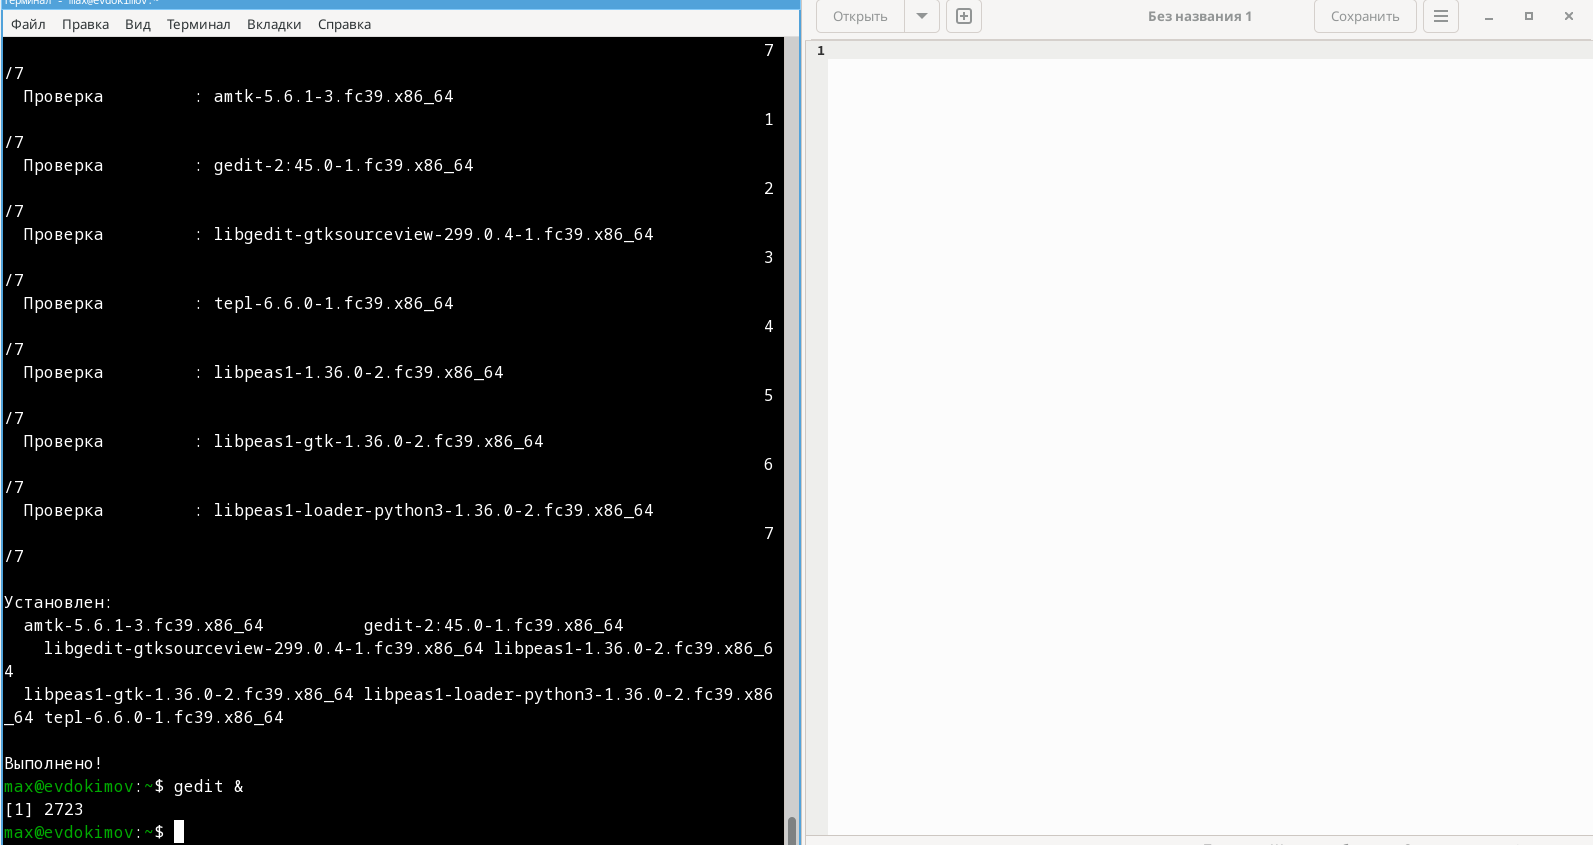 Терминал - max@evdokimov:~
Файл Правка Вид Терминал Вкладки Справка
7
/7
Проверка : amtk-5.6.1-3.fc39.x86_64
1
/7
Проверка : gedit-2:45.0-1.fc39.x86_64
2
/7
Проверка : libgedit-gtksourceview-299.0.4-1.fc39.x86_64
3
/7
Проверка : tepl-6.6.0-1.fc39.x86_64
4
/7
Проверка : libpeas1-1.36.0-2.fc39.x86_64
5
/7
Проверка : libpeas1-gtk-1.36.0-2.fc39.x86_64
6
/7
Проверка : libpeas1-loader-python3-1.36.0-2.fc39.x86_64
7
/7
Установлен:
amtk-5.6.1-3.fc39.x86_64 gedit-2:45.0-1.fc39.x86_64
libgedit-gtksourceview-299.0.4-1.fc39.x86_64 libpeas1-1.36.0-2.fc39.x86_6
4
libpeas1-gtk-1.36.0-2.fc39.x86_64 libpeas1-loader-python3-1.36.0-2.fc39.x86
_64 tepl-6.6.0-1.fc39.x86_64
Выполнено!
max@evdokimov:~$ gedit &
[1] 2723
max@evdokimov:~$
Открыть Без названия 1 Сохранить
1